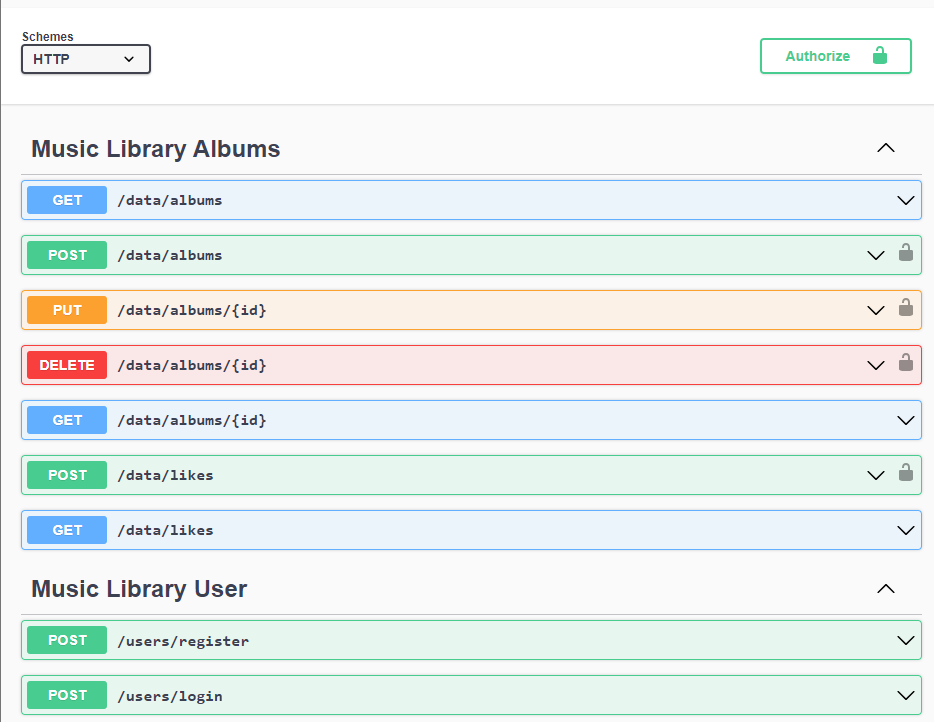 Schemes
HTTP
Authorize
Music Library Albums
GET /data/albums
POST /data/albums
PUT /data/albums/{id}
DELETE /data/albums/{id}
GET /data/albums/{id}
POST /data/likes
GET /data/likes
Music Library User
POST /users/register
POST /users/login